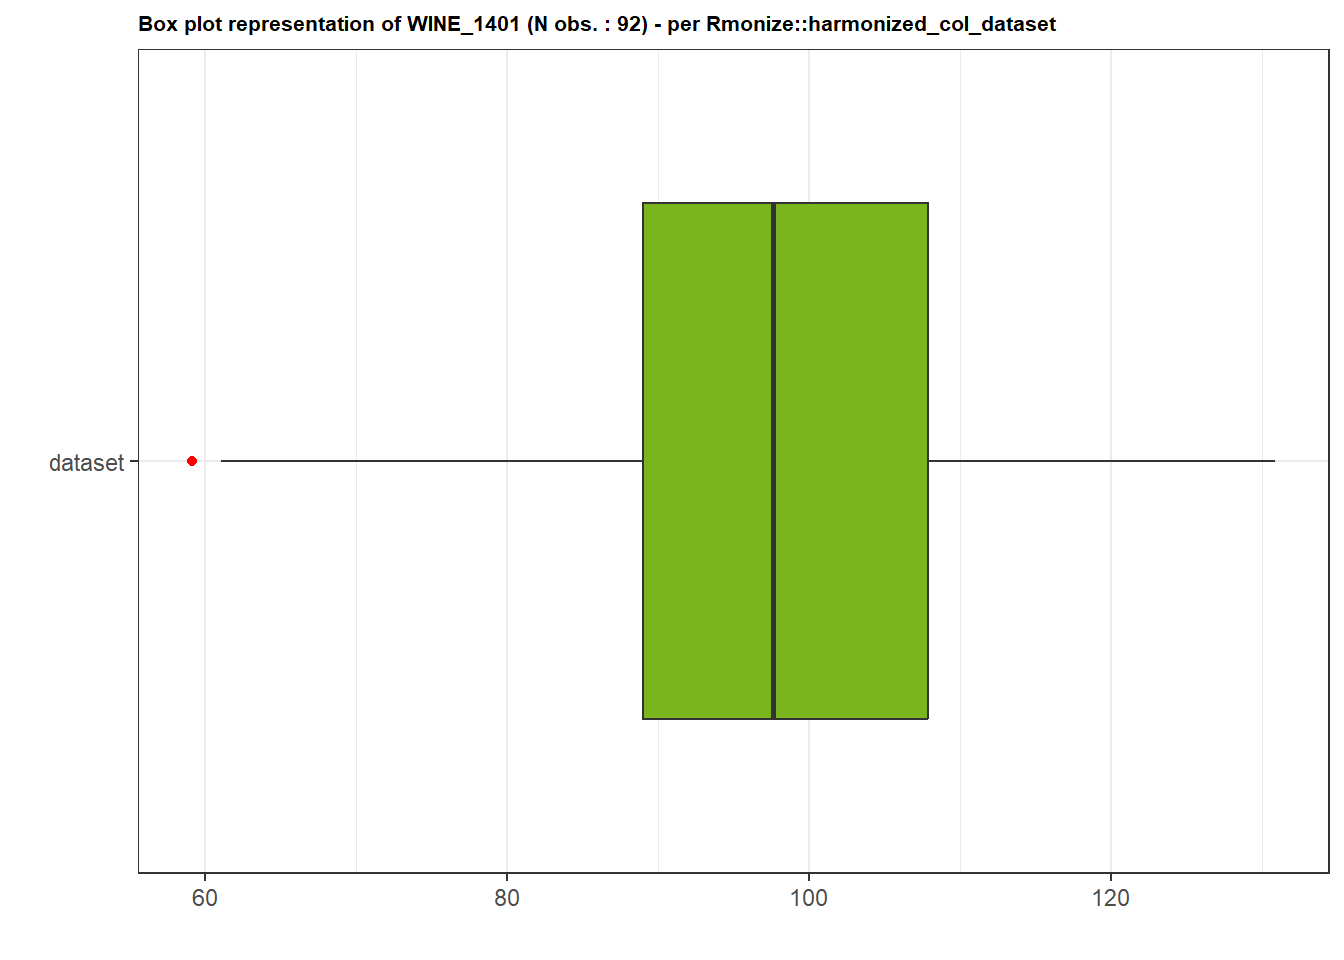 Box plot representation of WINE_1401 (N obs. : 92) - per Rmonize::harmonized_col_dataset
dataset
60 80 100 120